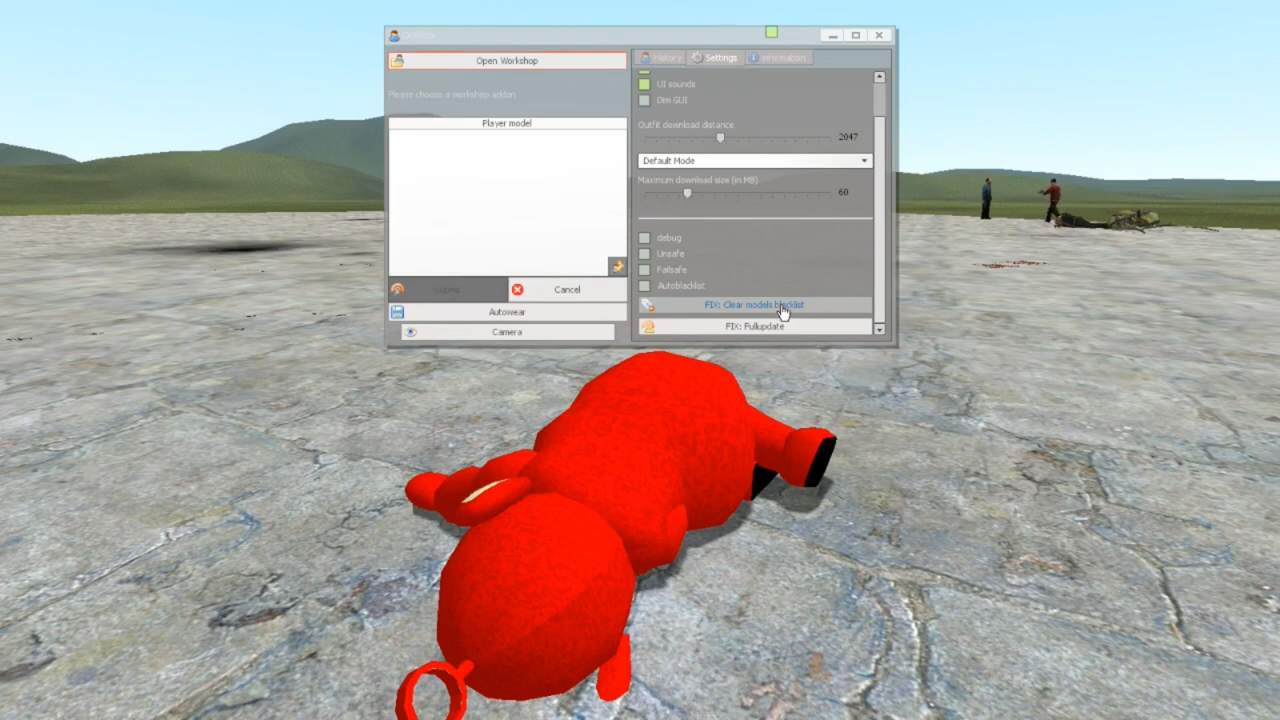 Outfitter
Open Workshop
Please choose a workshop addon
Player model
Submit
Cancel
Autowear
Camera
History
Settings
Information
UI sounds
Dim GUI
Outfit download distance
2047
Default Mode
Maximum download size (in MB)
60
debug
Unsafe
Failsafe
Autoblacklist
FIX: Clear models blacklist
FIX: Fullupdate